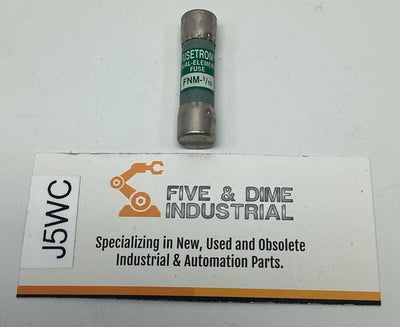 FUSETRON
DUAL-ELEMENT
FUSE
FNM-1/10
J5WC
FIVE & DIME
INDUSTRIAL
Specializing in New, Used and Obsolete
Industrial & Automation Parts.